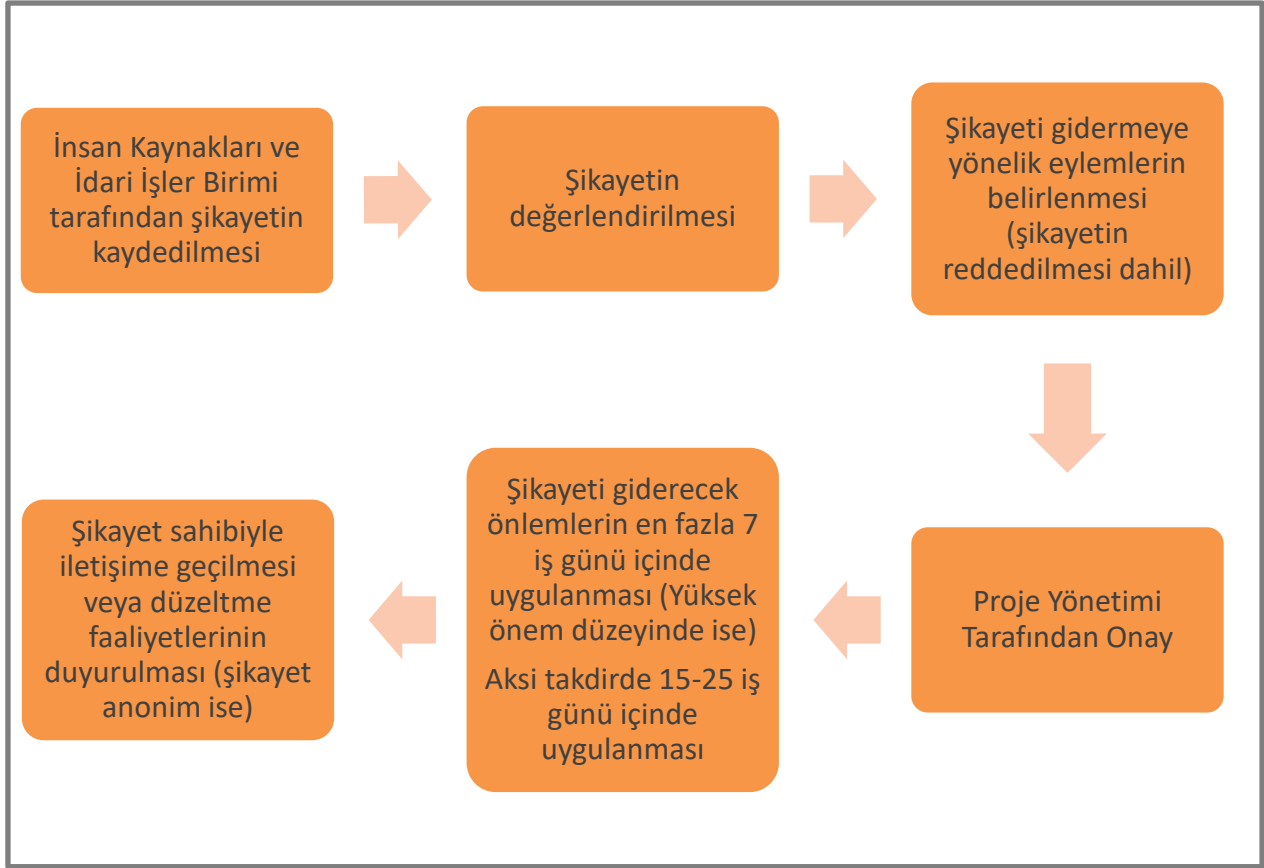 İnsan Kaynakları ve
İdari İşler Birimi
tarafından şikayetin
kaydedilmesi
Şikayetin
değerlendirilmesi
Şikayeti gidermeye
yönelik eylemlerin
belirlenmesi
(şikayetin
reddedilmesi dahil)
Proje Yönetimi
Tarafından Onay
Şikayeti giderecek
önlemlerin en fazla 7
iş günü içinde
uygulanması (Yüksek
önem düzeyinde ise)
Aksi takdirde 15-25 iş
günü içinde
uygulanması
Şikayet sahibiyle
iletişime geçilmesi
veya düzeltme
faaliyetlerinin
duyurulması (şikayet
anonim ise)